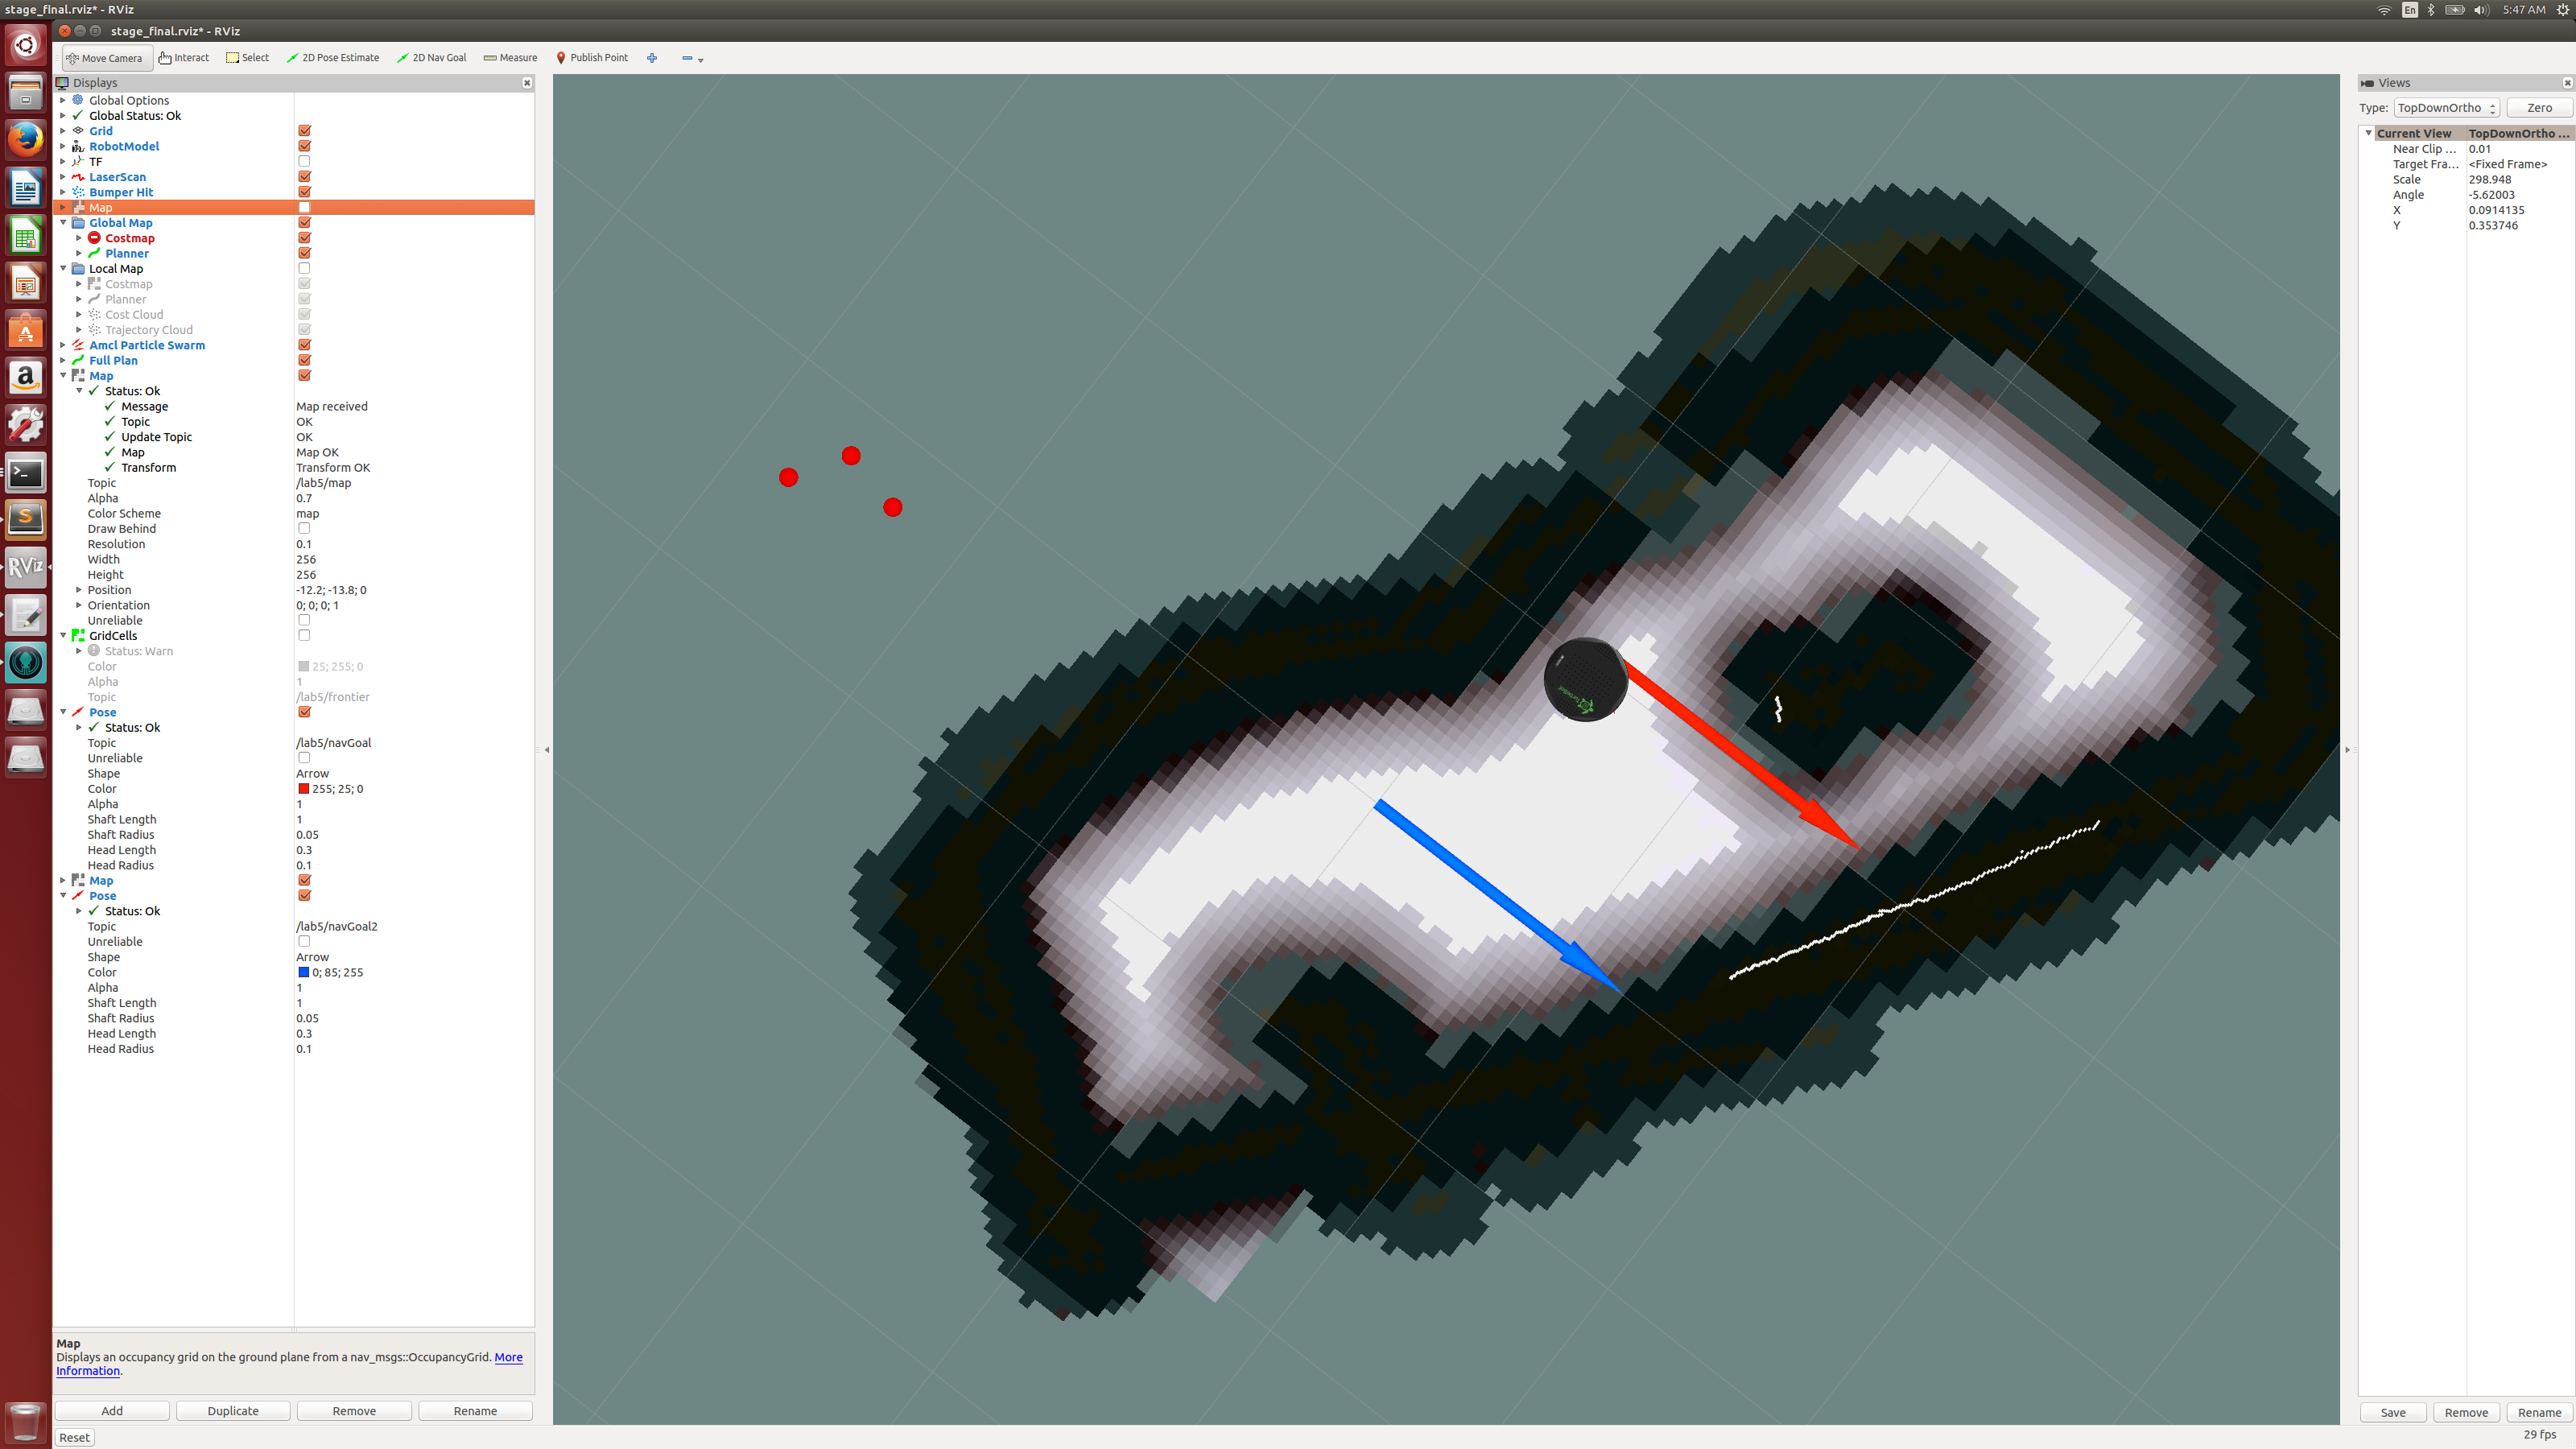 stage_final.rviz* - RViz
En
5:47 AM
stage_final.rviz* - RViz
Move Camera Interact Select 2D Pose Estimate 2D Nav Goal Measure Publish Point
Displays
Global Options
Global Status: Ok
Grid
RobotModel
TF
LaserScan
Bumper Hit
Map
Global Map
Costmap
Planner
Local Map
Costmap
Planner
Cost Cloud
Trajectory Cloud
Amcl Particle Swarm
Full Plan
Map
Status: Ok
Message Map received
Topic OK
Update Topic OK
Map Map OK
Transform Transform OK
Topic /lab5/map
Alpha 0.7
Color Scheme map
Draw Behind
Resolution 0.1
Width 256
Height 256
Position -12.2; -13.8; 0
Orientation 0; 0; 0; 1
Unreliable
GridCells
Status: Warn
Color 25; 255; 0
Alpha 1
Topic /lab5/frontier
Pose
Status: Ok
Topic /lab5/navGoal
Unreliable
Shape Arrow
Color 255; 25; 0
Alpha 1
Shaft Length 1
Shaft Radius 0.05
Head Length 0.3
Head Radius 0.1
Map
Pose
Status: Ok
Topic /lab5/navGoal2
Unreliable
Shape Arrow
Color 0; 85; 255
Alpha 1
Shaft Length 1
Shaft Radius 0.05
Head Length 0.3
Head Radius 0.1
Map
Displays an occupancy grid on the ground plane from a nav_msgs::OccupancyGrid. More
Information.
Add Duplicate Remove Rename
Reset
Views
Type: TopDownOrtho Zero
Current View TopDownOrtho ...
Near Clip ... 0.01
Target Fra... <Fixed Frame>
Scale 298.948
Angle -5.62003
X 0.0914135
Y 0.353746
Save Remove Rename
29 fps
RViz